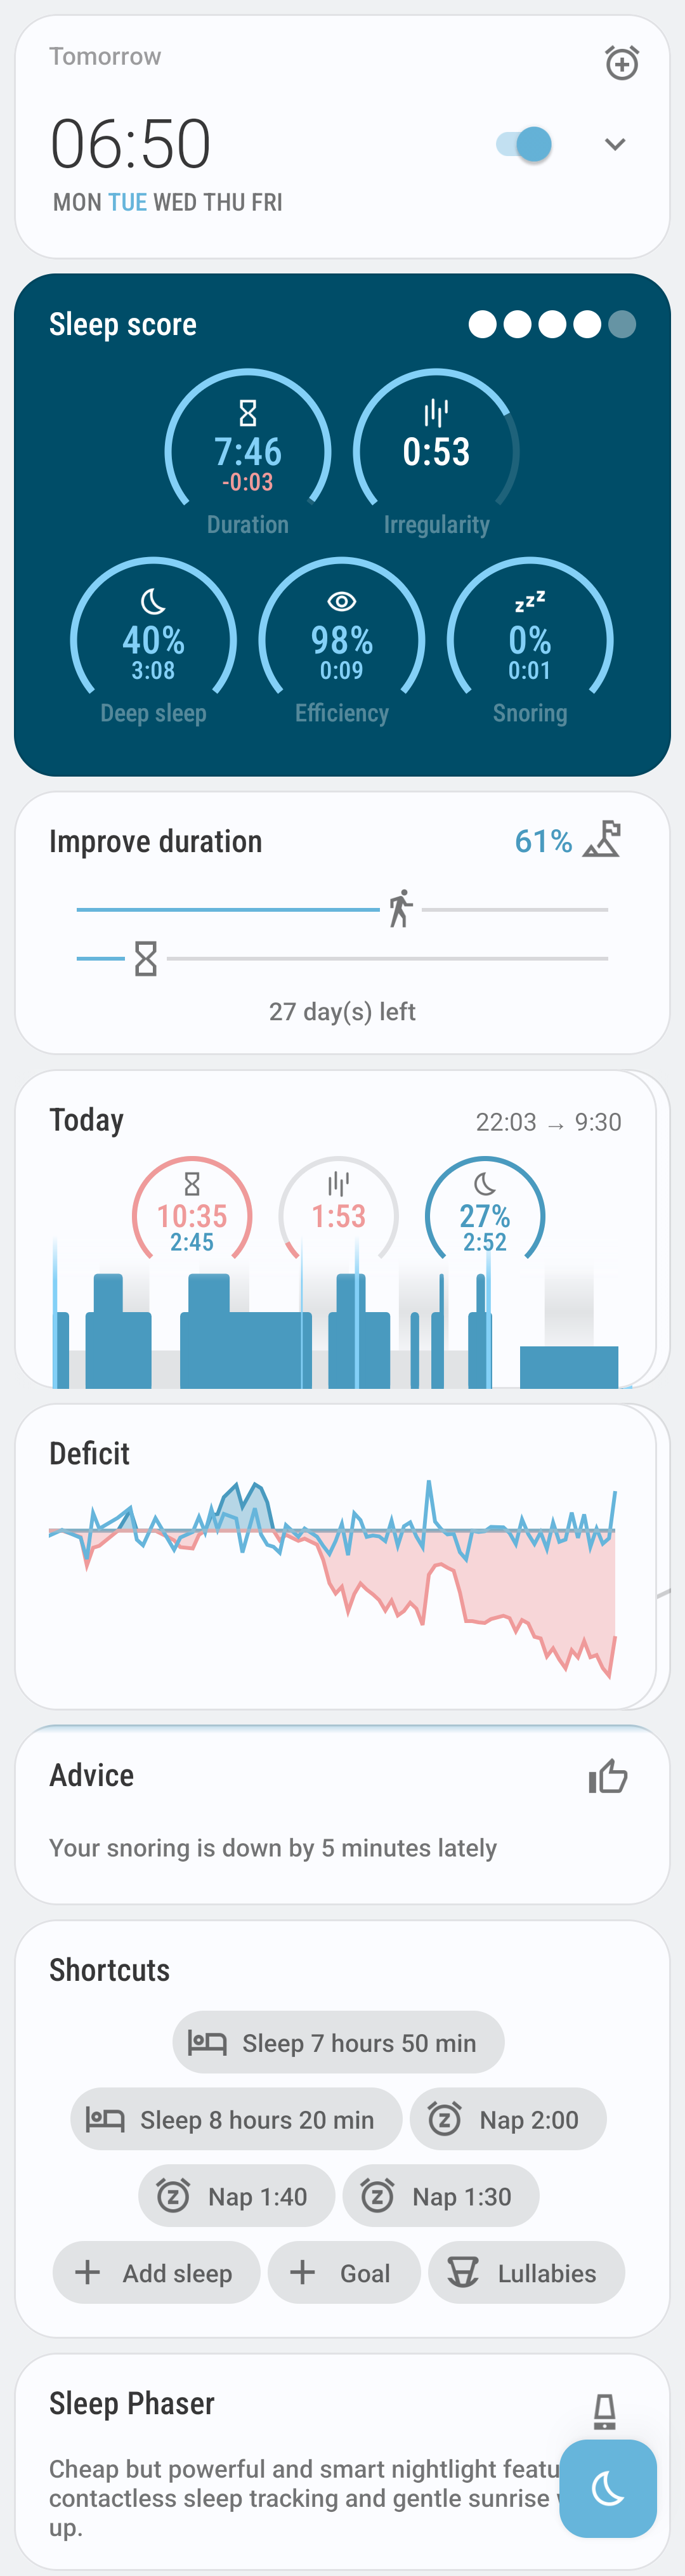 Tomorrow
06:50
MON TUE WED THU FRI
Sleep score
7:46
-0:03
Duration
0:53
Irregularity
40%
3:08
Deep sleep
98%
0:09
Efficiency
zzz
0%
0:01
Snoring
Improve duration
61%
27 day(s) left
Today
22:03 → 9:30
10:35
2:45
1:53
27%
2:52
Deficit
Advice
Your snoring is down by 5 minutes lately
Shortcuts
Sleep 7 hours 50 min
Sleep 8 hours 20 min
Nap 2:00
Nap 1:40
Nap 1:30
Add sleep
Goal
Lullabies
Sleep Phaser
Cheap but powerful and smart nightlight featu
contactless sleep tracking and gentle sunrise
up.